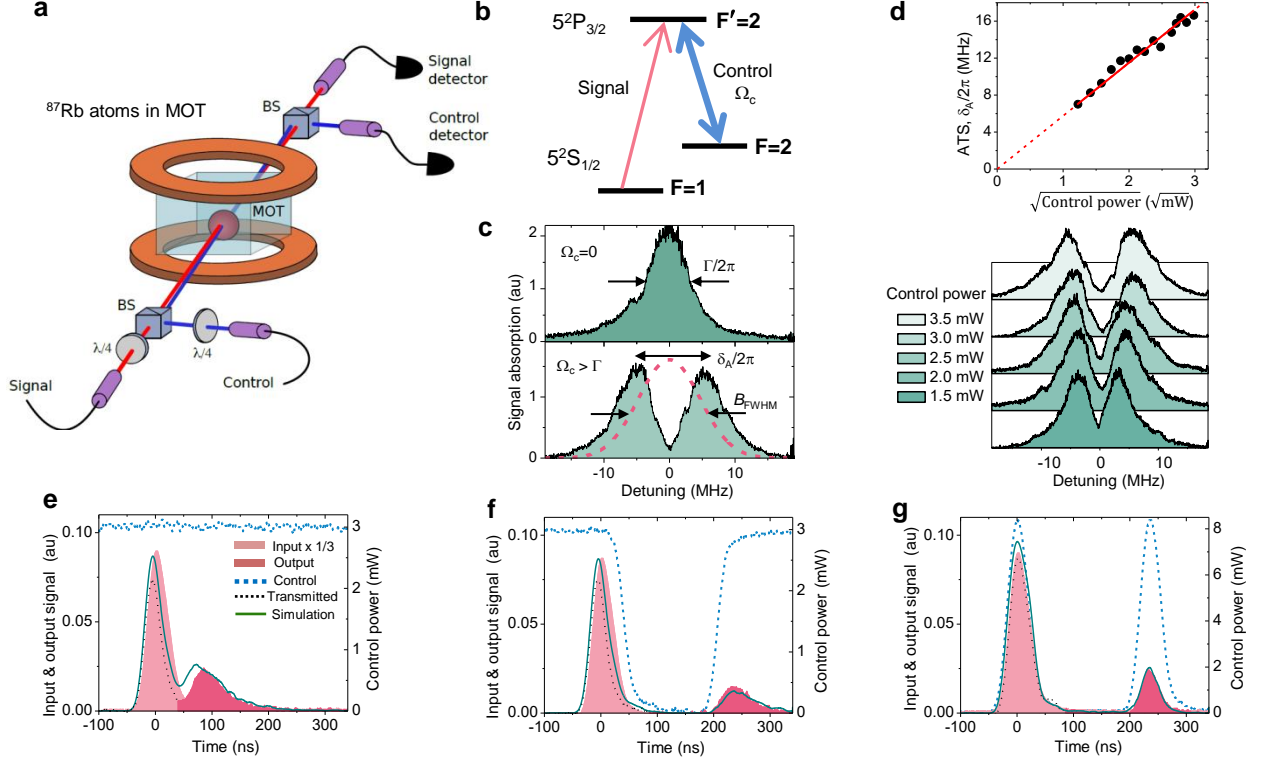 a
Signal
detector
BS
⁸⁷Rb atoms in MOT
Control
detector
MOT
BS
λ/4
λ/4
Signal
Control
b
5²P₃/₂
F′=2
Signal
Control
Ω_c
5²S₁/₂
F=2
F=1
c
Ω_c=0
Γ/2π
2
1
0
Ω_c > Γ
δ_A/2π
B_FWHM
1
0
Signal absorption (au)
-10 0 10
Detuning (MHz)
d
16
12
8
4
0
ATS, δ_A/2π (MHz)
0 1 2 3
√Control power (√mW)
Control power
3.5 mW
3.0 mW
2.5 mW
2.0 mW
1.5 mW
-10 0 10
Detuning (MHz)
e
Input & output signal (au)
0.10
0.05
0.00
Input x 1/3
Output
Control
Transmitted
Simulation
3
2
1
0
Control power (mW)
-100 0 100 200 300
Time (ns)
f
Input & output signal (au)
0.10
0.05
0.00
3
2
1
0
Control power (mW)
-100 0 100 200 300
Time (ns)
g
Input & output signal (au)
0.10
0.05
0.00
8
6
4
2
0
Control power (mW)
-100 0 100 200 300
Time (ns)